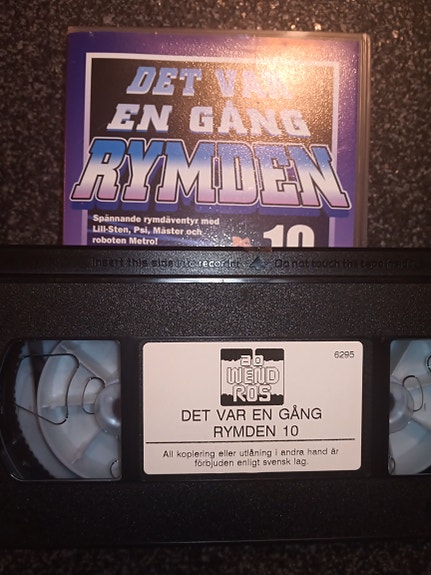 DET VAR
EN GÅNG
RYMDEN
Spännande rymdäventyr med
Lill-Sten, Psi, Mäster och
roboten Metro!
10
Insert this side into recorder
Do not touch the tape inside
AB
WEND
ROS
6295
DET VAR EN GÅNG
RYMDEN 10
All kopiering eller utlåning i andra hand är
förbjuden enligt svensk lag.